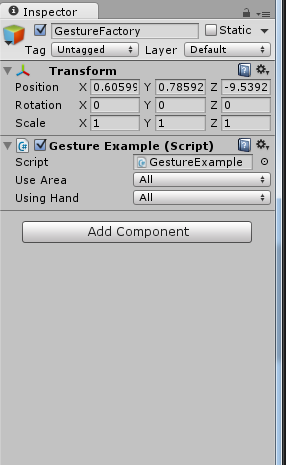 Inspector
GestureFactory Static
Tag Untagged Layer Default
Transform
Position X 0.60599 Y 0.78592 Z -9.5392
Rotation X 0 Y 0 Z 0
Scale X 1 Y 1 Z 1
Gesture Example (Script)
Script GestureExample
Use Area All
Using Hand All
Add Component